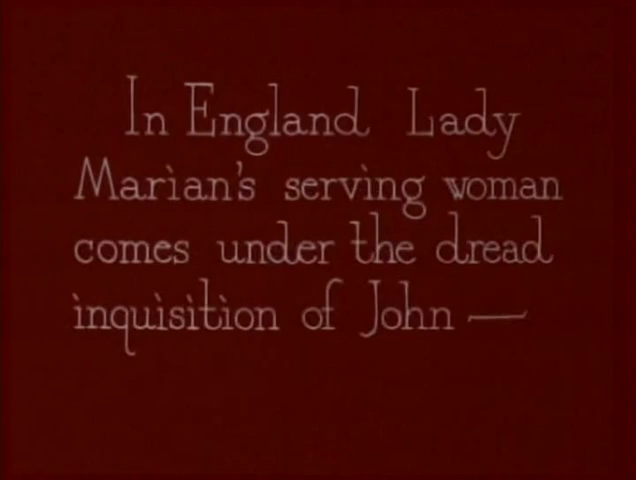 In England Lady
Marian's serving woman
comes under the dread
inquisition of John —